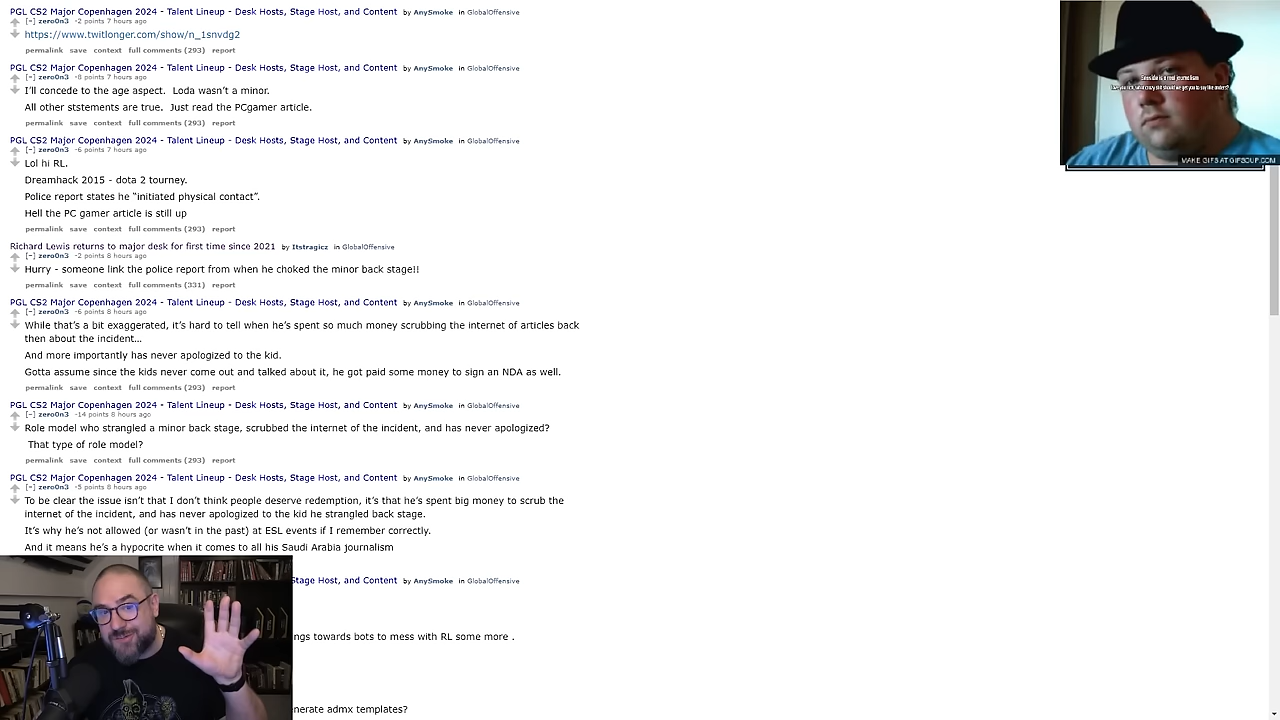 PGL CS2 Major Copenhagen 2024 - Talent Lineup - Desk Hosts, Stage Host, and Content by AnySmoke in GlobalOffensive
[-] zero0n3 -2 points 7 hours ago
https://www.twitlonger.com/show/n_1snvdg2
permalink save context full comments (293) report
PGL CS2 Major Copenhagen 2024 - Talent Lineup - Desk Hosts, Stage Host, and Content by AnySmoke in GlobalOffensive
[-] zero0n3 -8 points 7 hours ago
I'll concede to the age aspect. Loda wasn't a minor.
All other ststements are true. Just read the PCgamer article.
permalink save context full comments (293) report
PGL CS2 Major Copenhagen 2024 - Talent Lineup - Desk Hosts, Stage Host, and Content by AnySmoke in GlobalOffensive
[-] zero0n3 -6 points 7 hours ago
Lol hi RL.
Dreamhack 2015 - dota 2 tourney.
Police report states he “initiated physical contact”.
Hell the PC gamer article is still up
permalink save context full comments (293) report
Richard Lewis returns to major desk for first time since 2021 by Itstragicz in GlobalOffensive
[-] zero0n3 -2 points 8 hours ago
Hurry - someone link the police report from when he choked the minor back stage!!
permalink save context full comments (331) report
PGL CS2 Major Copenhagen 2024 - Talent Lineup - Desk Hosts, Stage Host, and Content by AnySmoke in GlobalOffensive
[-] zero0n3 -6 points 8 hours ago
While that's a bit exaggerated, it's hard to tell when he's spent so much money scrubbing the internet of articles back
then about the incident...
And more importantly has never apologized to the kid.
Gotta assume since the kids never come out and talked about it, he got paid some money to sign an NDA as well.
permalink save context full comments (293) report
PGL CS2 Major Copenhagen 2024 - Talent Lineup - Desk Hosts, Stage Host, and Content by AnySmoke in GlobalOffensive
[-] zero0n3 -14 points 8 hours ago
Role model who strangled a minor back stage, scrubbed the internet of the incident, and has never apologized?
That type of role model?
permalink save context full comments (293) report
PGL CS2 Major Copenhagen 2024 - Talent Lineup - Desk Hosts, Stage Host, and Content by AnySmoke in GlobalOffensive
[-] zero0n3 -5 points 8 hours ago
To be clear the issue isn't that I don't think people deserve redemption, it's that he's spent big money to scrub the
internet of the incident, and has never apologized to the kid he strangled back stage.
It's why he's not allowed (or wasn't in the past) at ESL events if I remember correctly.
And it means he's a hypocrite when it comes to all his Saudi Arabia journalism
Stage Host, and Content by AnySmoke in GlobalOffensive
ngs towards bots to mess with RL some more .
nerate admx templates?
MAKE GIFS AT GIFSOUP.COM